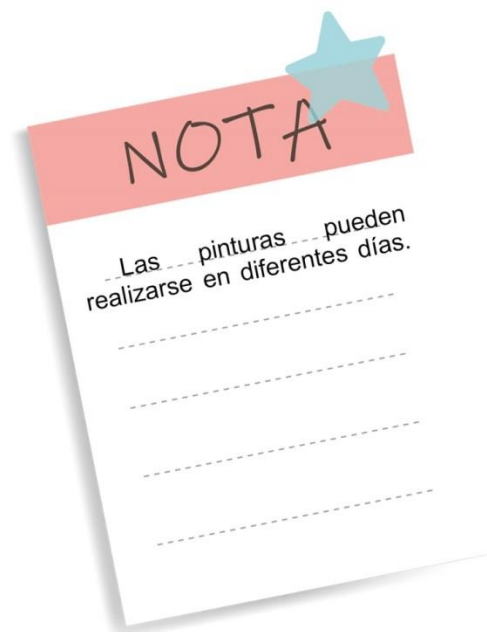 NOTA
Las pinturas pueden
realizarse en diferentes días.